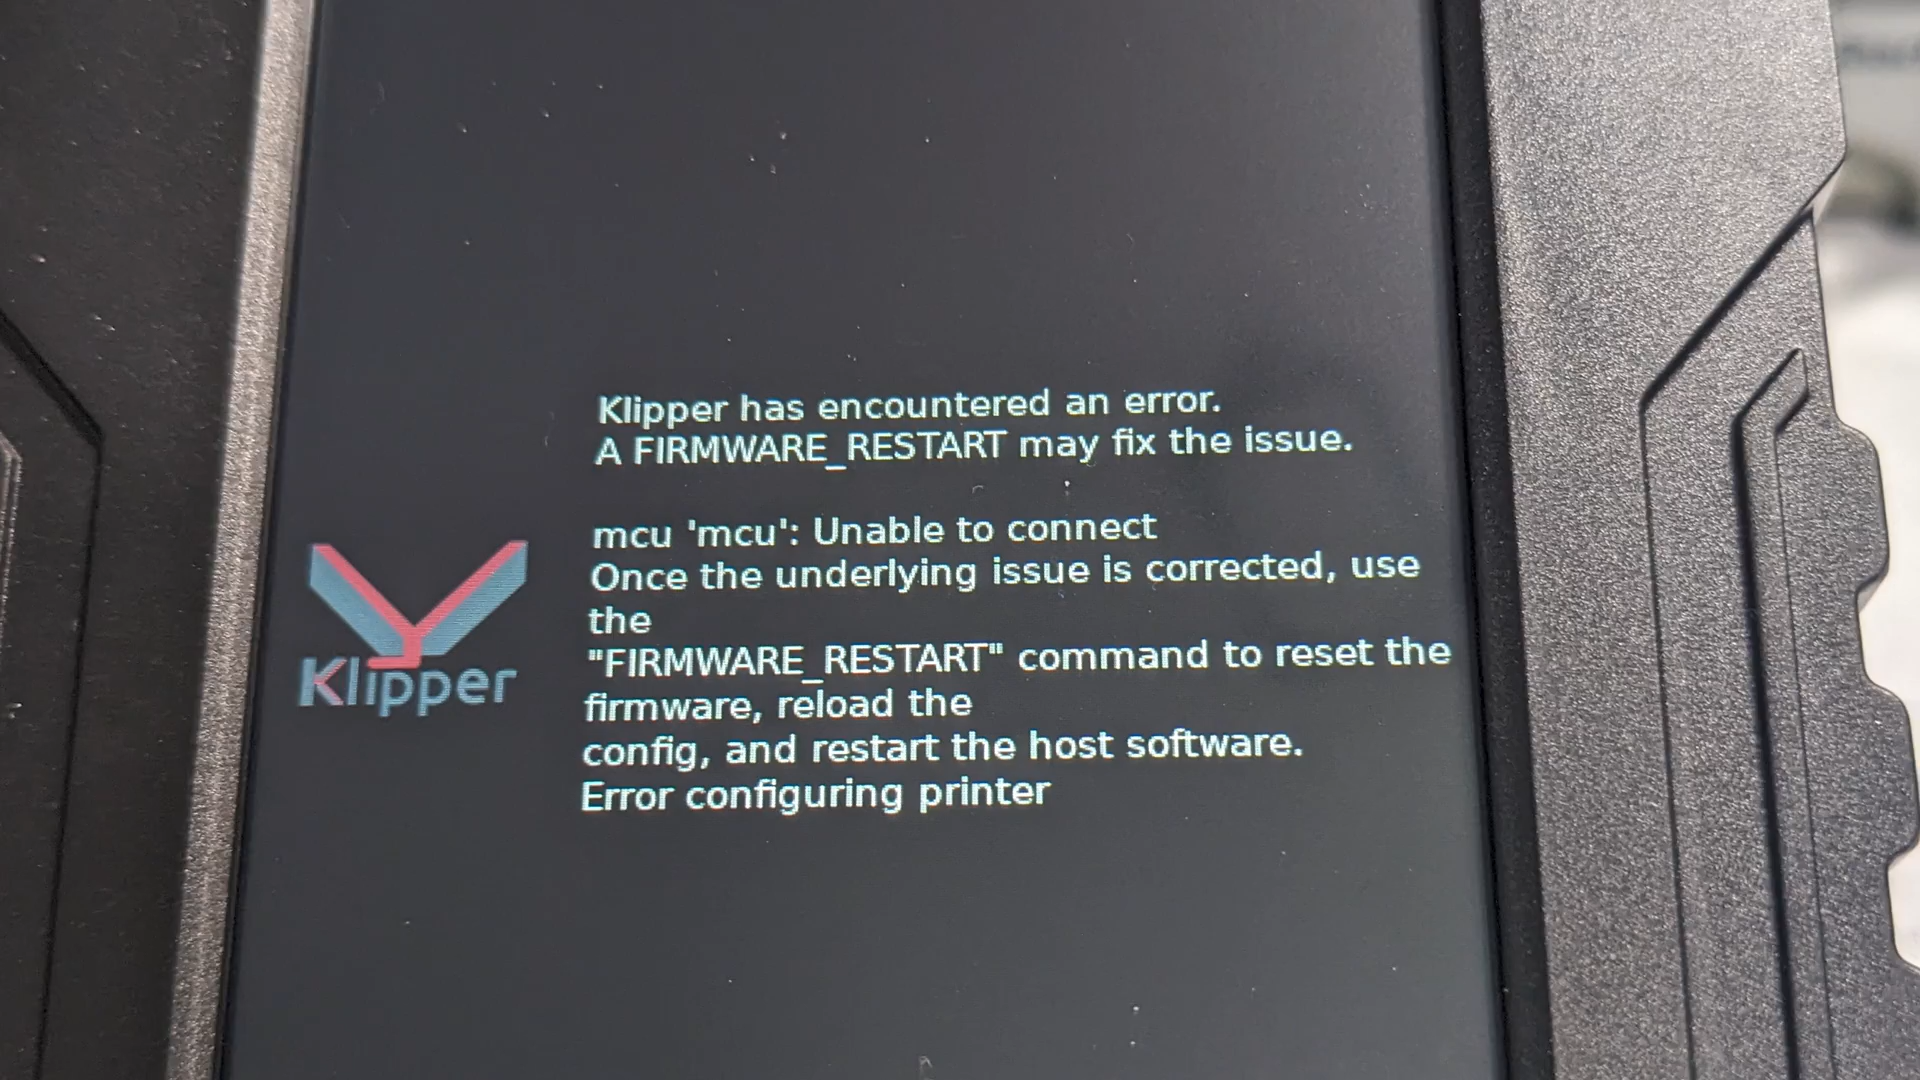 Klipper has encountered an error.
A FIRMWARE_RESTART may fix the issue.
mcu 'mcu': Unable to connect
Once the underlying issue is corrected, use
the
"FIRMWARE_RESTART" command to reset the
firmware, reload the
config, and restart the host software.
Error configuring printer
Klipper